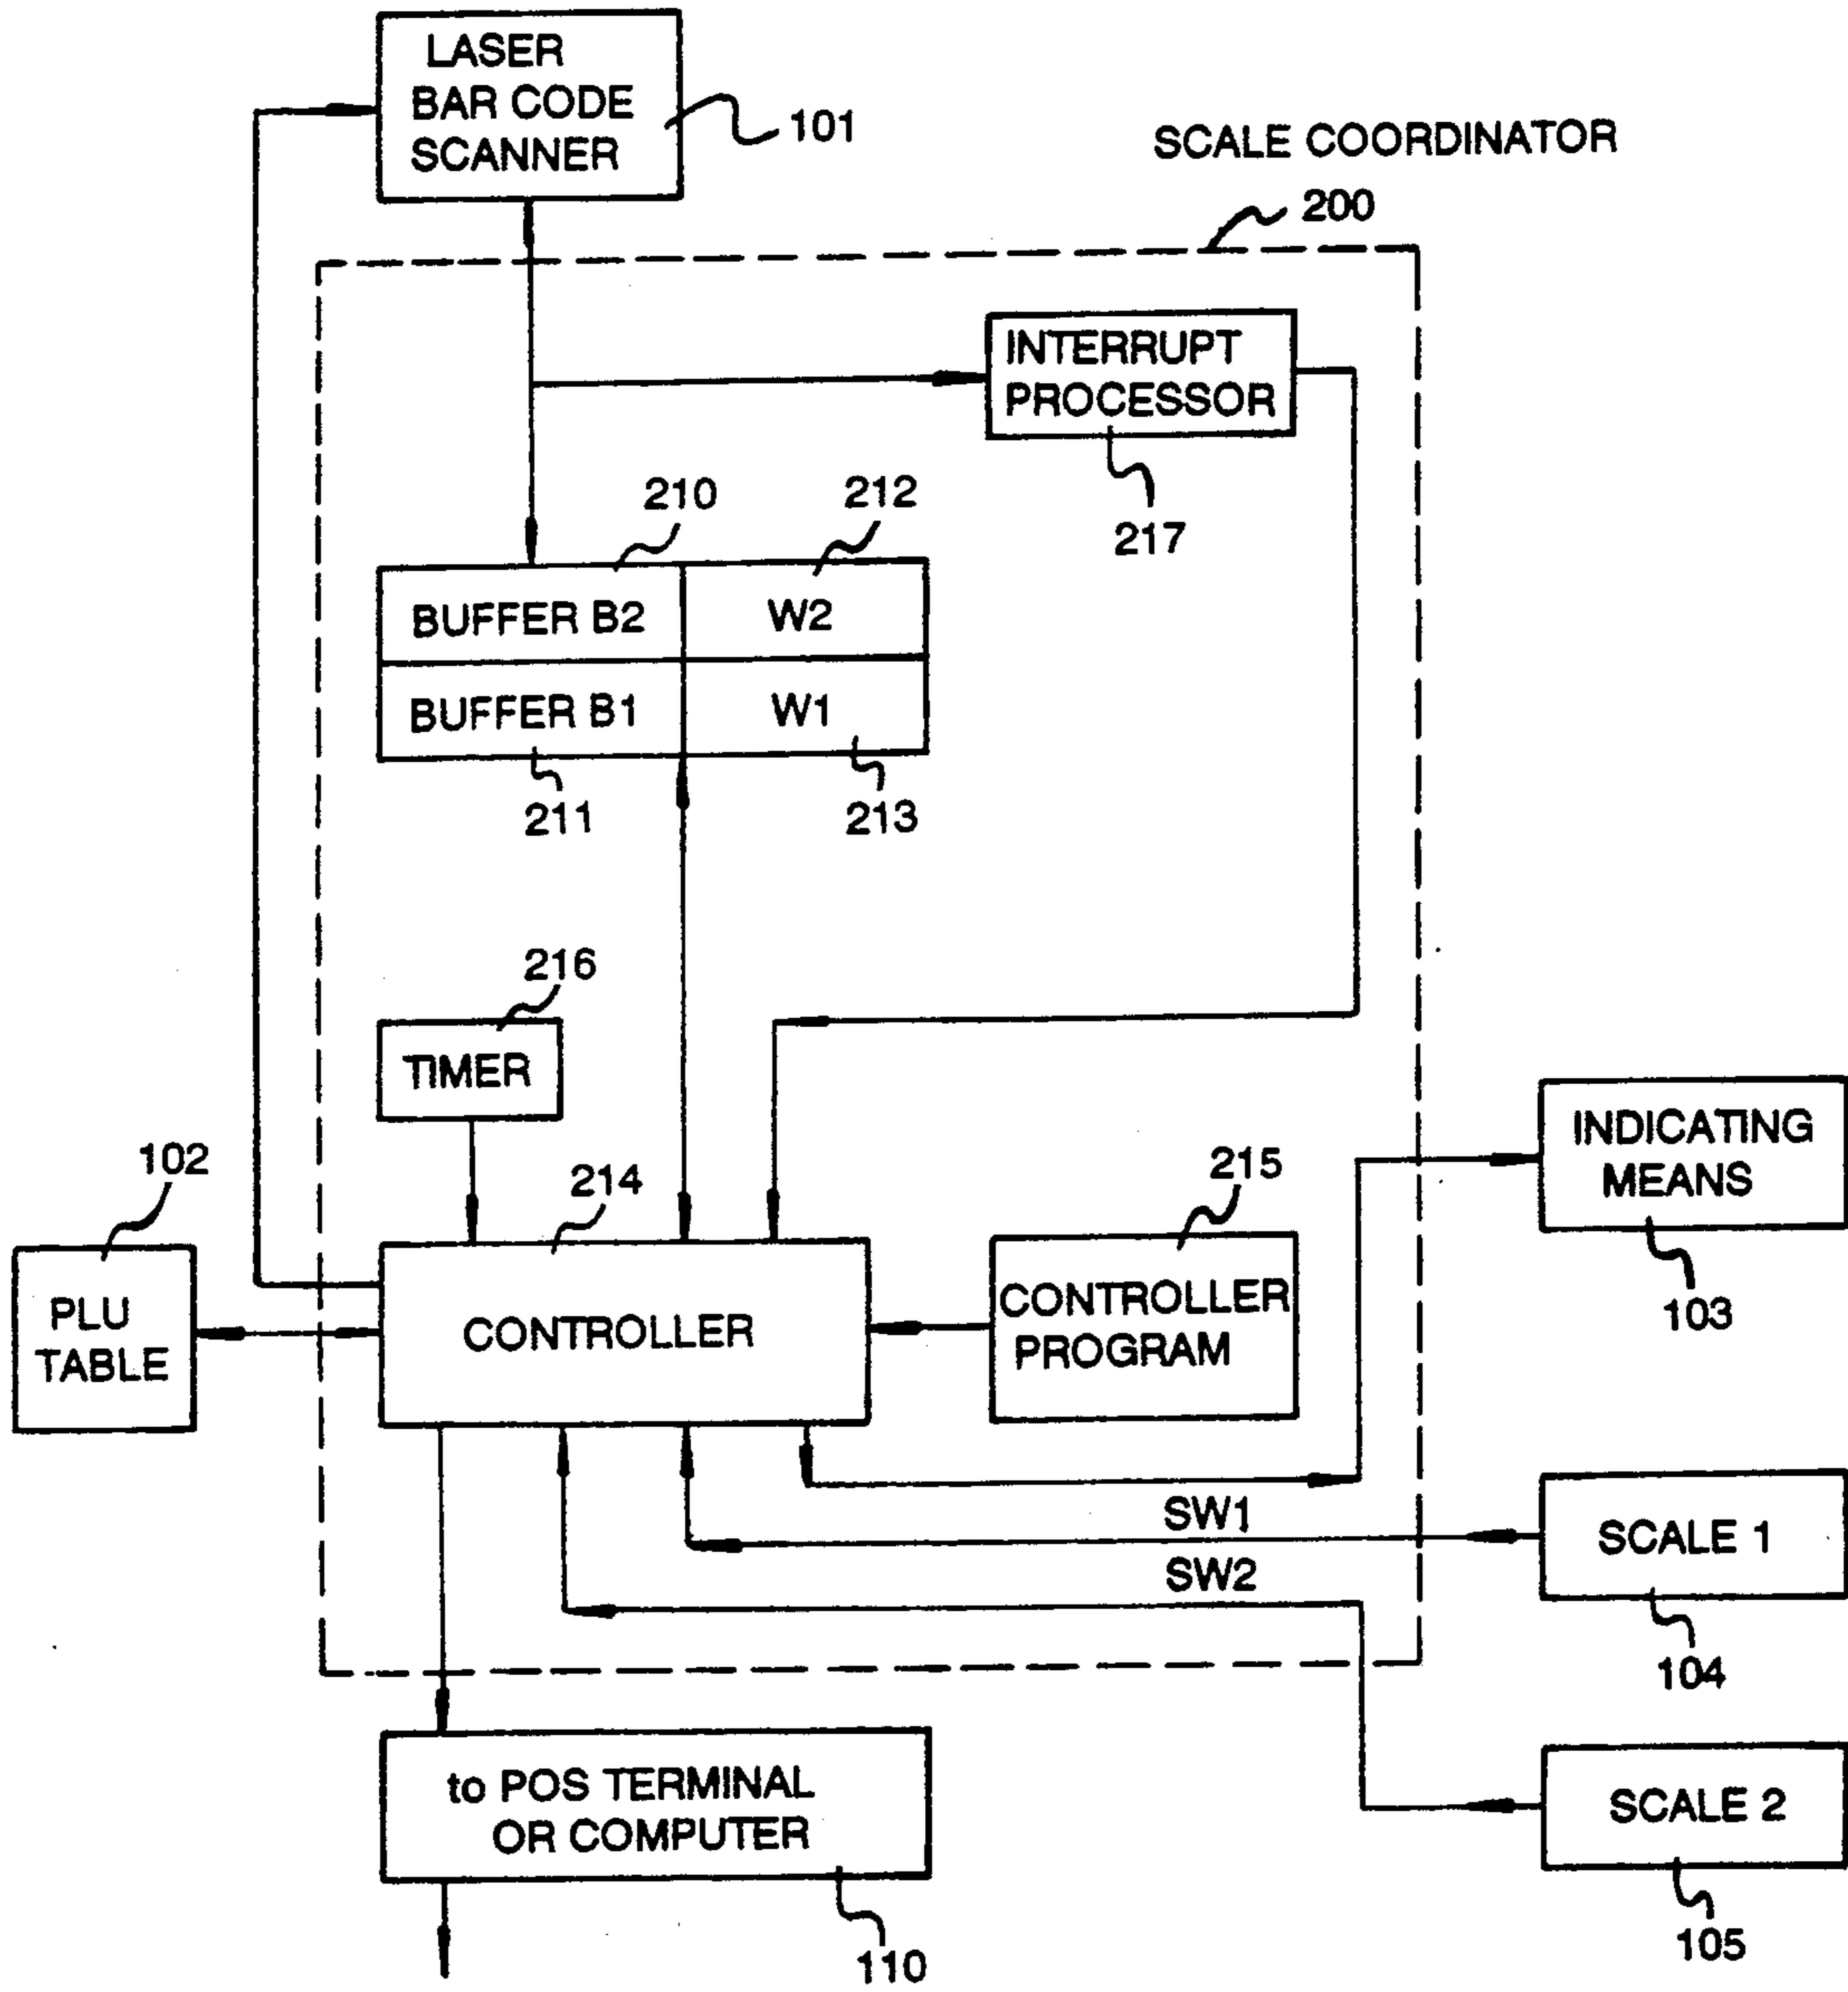 LASER
BAR CODE
SCANNER
101
SCALE COORDINATOR
200
INTERRUPT
PROCESSOR
217
210
212
BUFFER B2
W2
BUFFER B1
W1
211
213
216
TIMER
102
214
215
INDICATING
MEANS
103
PLU
TABLE
CONTROLLER
CONTROLLER
PROGRAM
SW1
SCALE 1
SW2
104
to POS TERMINAL
OR COMPUTER
SCALE 2
110
105